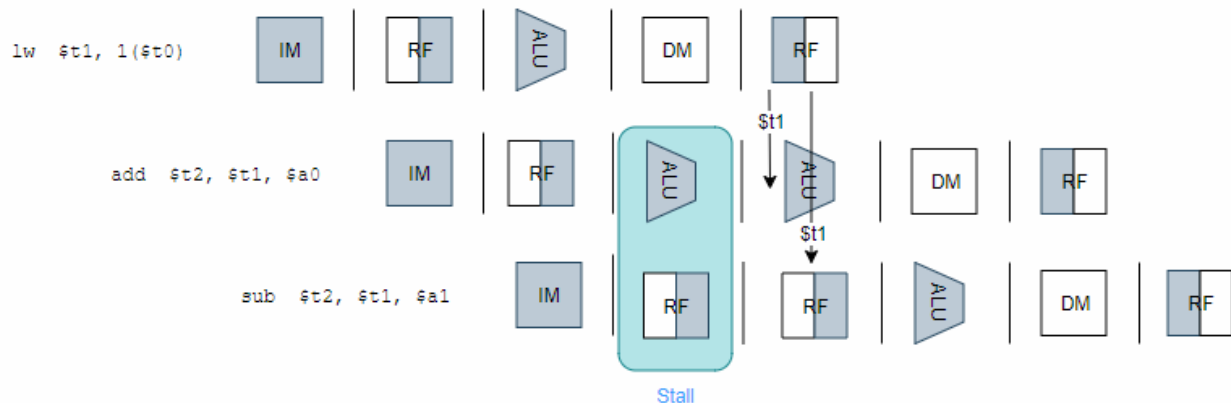 lw $t1, 1($t0) IM RF ALU DM RF
$t1
add $t2, $t1, $a0 IM RF ALU ALU DM RF
$t1
sub $t2, $t1, $a1 IM RF RF ALU DM RF
Stall